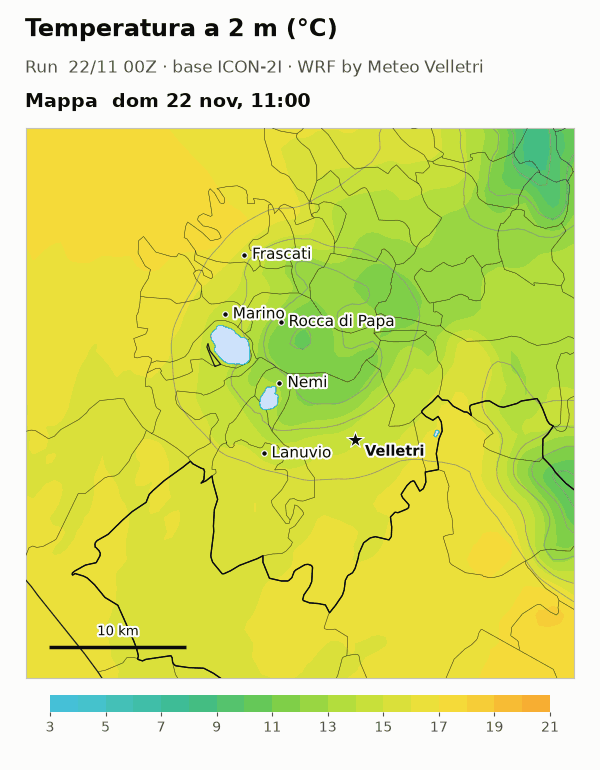 Temperatura a 2 m (°C)
Run  22/11 00Z · base ICON-2I · WRF by Meteo Velletri
Mappa  dom 22 nov, 11:00
Frascati
Marino
Rocca di Papa
Nemi
Velletri
Lanuvio
10 km
3 5 7 9 11 13 15 17 19 21